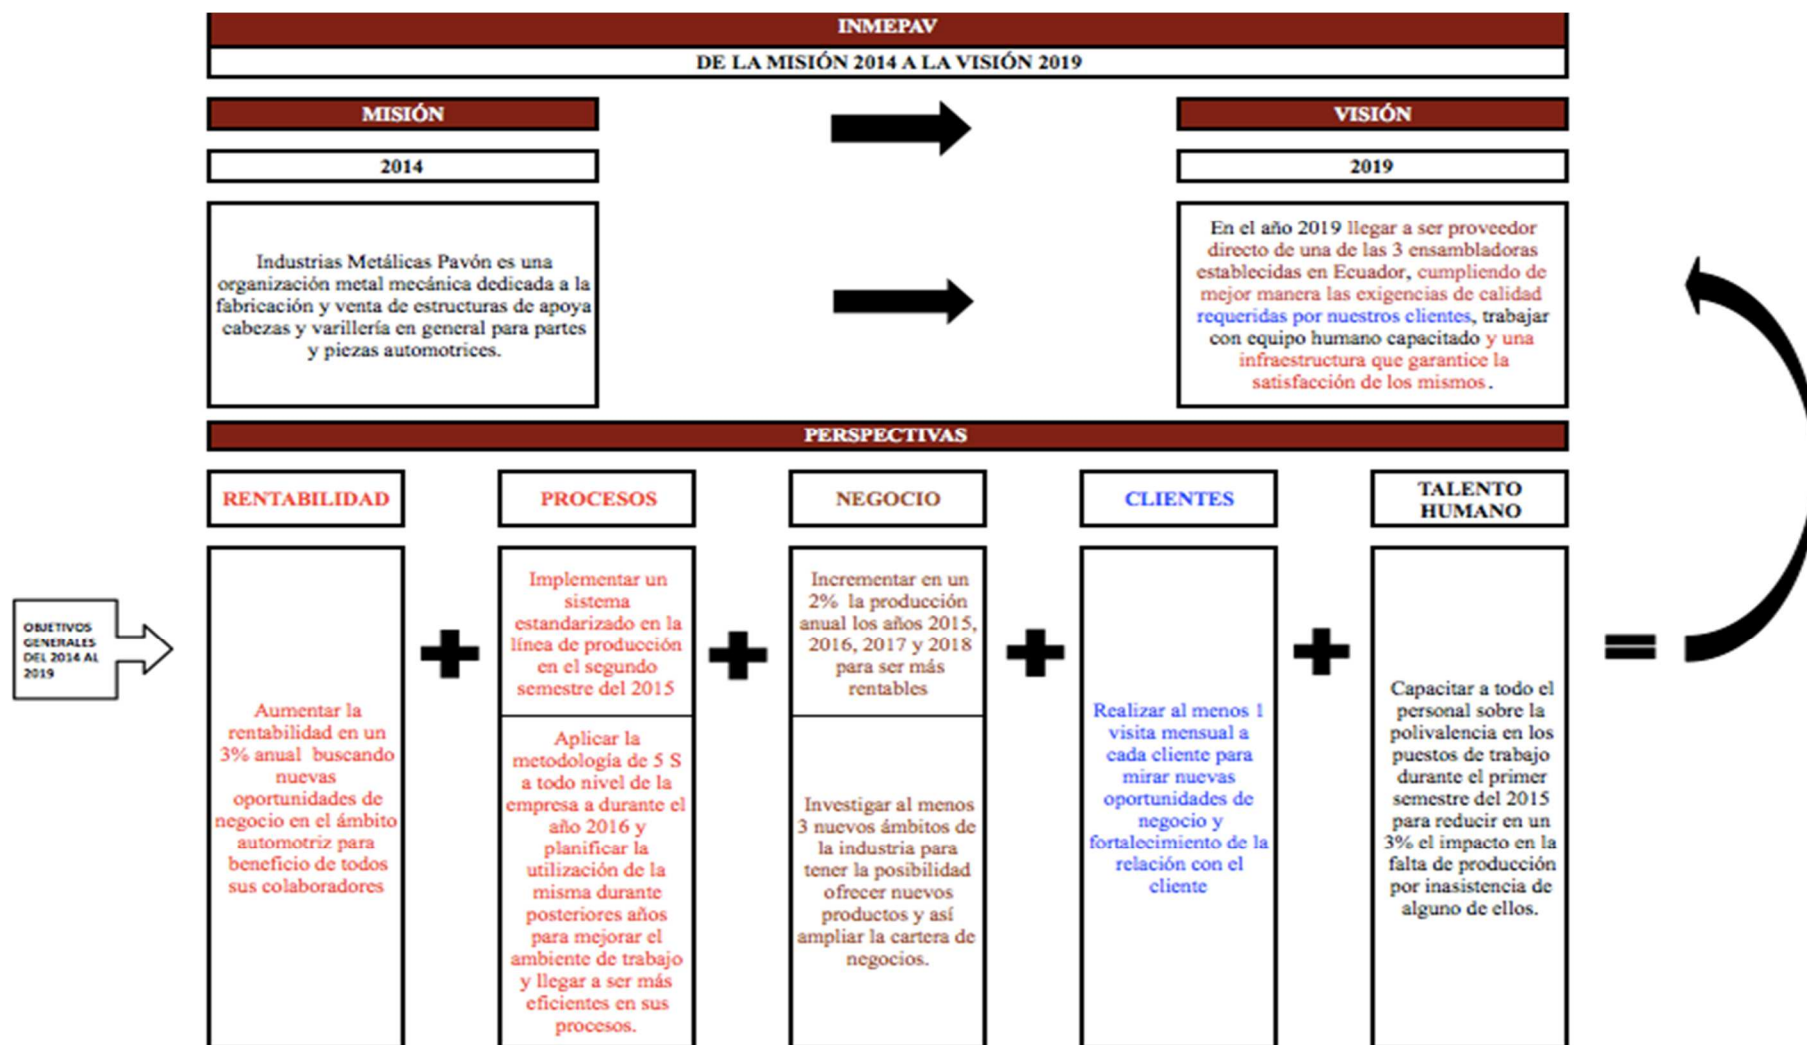 INMEPAV
DE LA MISIÓN 2014 A LA VISIÓN 2019
MISIÓN
2014
Industrias Metálicas Pavón es una
organización metal mecánica dedicada a la
fabricación y venta de estructuras de apoya
cabezas y varillería en general para partes
y piezas automotrices.
VISIÓN
2019
En el año 2019 llegar a ser proveedor
directo de una de las 3 ensambladoras
establecidas en Ecuador, cumpliendo de
mejor manera las exigencias de calidad
requeridas por nuestros clientes, trabajar
con equipo humano capacitado y una
infraestructura que garantice la
satisfacción de los mismos.
PERSPECTIVAS
OBJETIVOS
GENERALES
DEL 2014 AL
2019
RENTABILIDAD
Aumentar la
rentabilidad en un
3% anual buscando
nuevas
oportunidades de
negocio en el ámbito
automotriz para
beneficio de todos
sus colaboradores
PROCESOS
Implementar un
sistema
estandarizado en la
línea de producción
en el segundo
semestre del 2015
Aplicar la
metodología de 5 S
a todo nivel de la
empresa a durante el
año 2016 y
planificar la
utilización de la
misma durante
posteriores años
para mejorar el
ambiente de trabajo
y llegar a ser más
eficientes en sus
procesos.
NEGOCIO
Incrementar en un
2% la producción
anual los años 2015,
2016, 2017 y 2018
para ser más
rentables
Investigar al menos
3 nuevos ámbitos de
la industria para
tener la posibilidad
ofrecer nuevos
productos y así
ampliar la cartera de
negocios.
CLIENTES
Realizar al menos 1
visita mensual a
cada cliente para
mirar nuevas
oportunidades de
negocio y
fortalecimiento de la
relación con el
cliente
TALENTO
HUMANO
Capacitar a todo el
personal sobre la
polivalencia en los
puestos de trabajo
durante el primer
semestre del 2015
para reducir en un
3% el impacto en la
falta de producción
por inasistencia de
alguno de ellos.